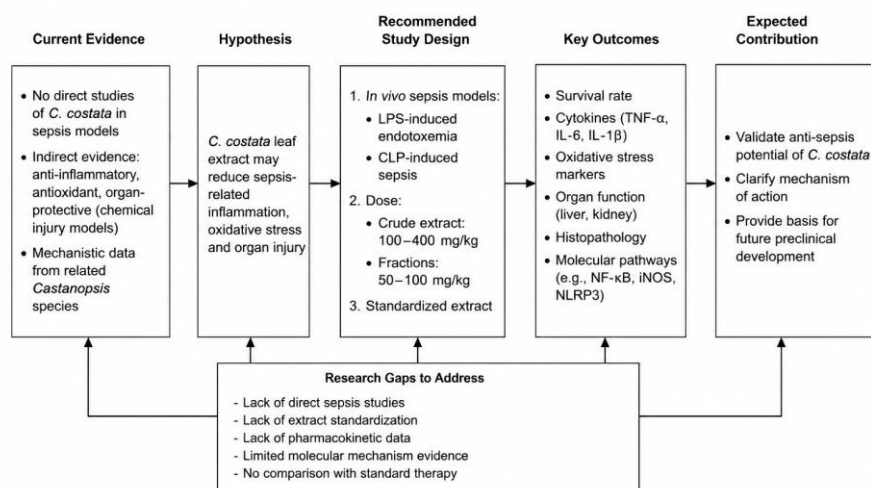 Current Evidence
Hypothesis
Recommended
Study Design
Key Outcomes
Expected
Contribution
• No direct studies
of C. costata in
sepsis models
• Indirect evidence:
anti-inflammatory,
antioxidant, organ-
protective (chemical
injury models)
• Mechanistic data
from related
Castanopsis
species
C. costata leaf
extract may
reduce sepsis-
related
inflammation,
oxidative stress
and organ injury
1. In vivo sepsis models:
• LPS-induced
endotoxemia
• CLP-induced
sepsis
2. Dose:
• Crude extract:
100–400 mg/kg
• Fractions:
50–100 mg/kg
3. Standardized extract
• Survival rate
• Cytokines (TNF-α,
IL-6, IL-1β)
• Oxidative stress
markers
• Organ function
(liver, kidney)
• Histopathology
• Molecular pathways
(e.g., NF-κB, iNOS,
NLRP3)
• Validate anti-sepsis
potential of C. costata
• Clarify mechanism
of action
• Provide basis for
future preclinical
development
Research Gaps to Address
- Lack of direct sepsis studies
- Lack of extract standardization
- Lack of pharmacokinetic data
- Limited molecular mechanism evidence
- No comparison with standard therapy